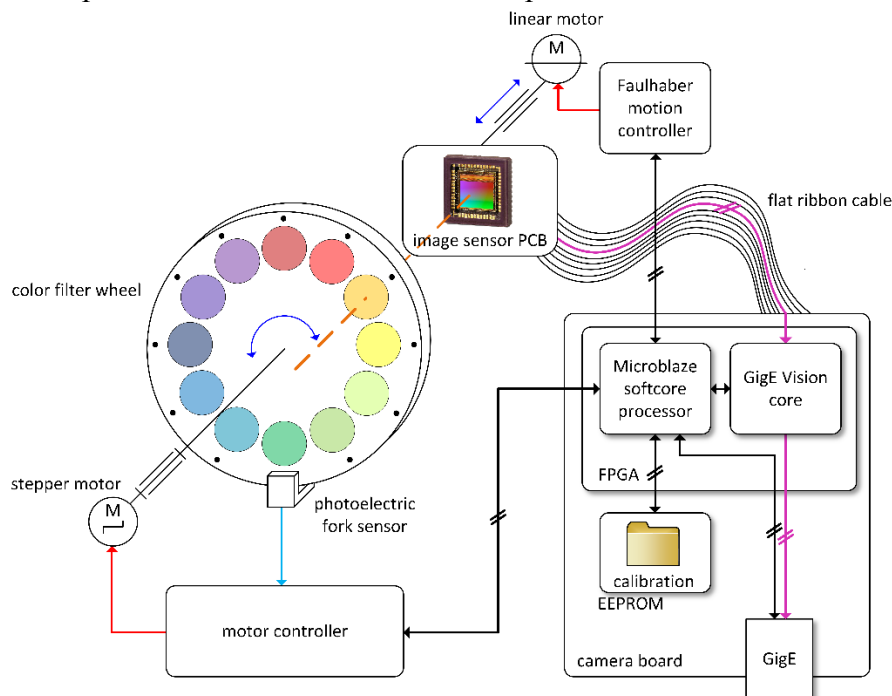 linear motor
M
Faulhaber
motion
controller
flat ribbon cable
image sensor PCB
color filter wheel
Microblaze
softcore
processor
GigE Vision
core
FPGA
stepper motor
M
photoelectric
fork sensor
calibration
EEPROM
motor controller
camera board
GigE